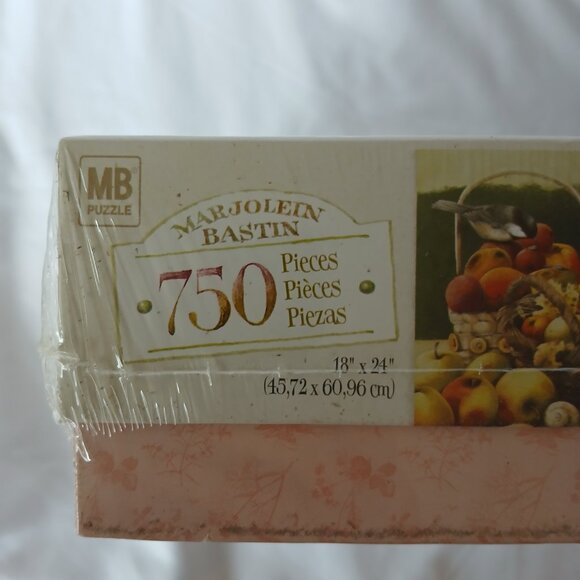 MB
PUZZLE
MARJOLEIN
BASTIN
750
Pieces
Pièces
Piezas
18" x 24"
(45,72 x 60,96 cm)